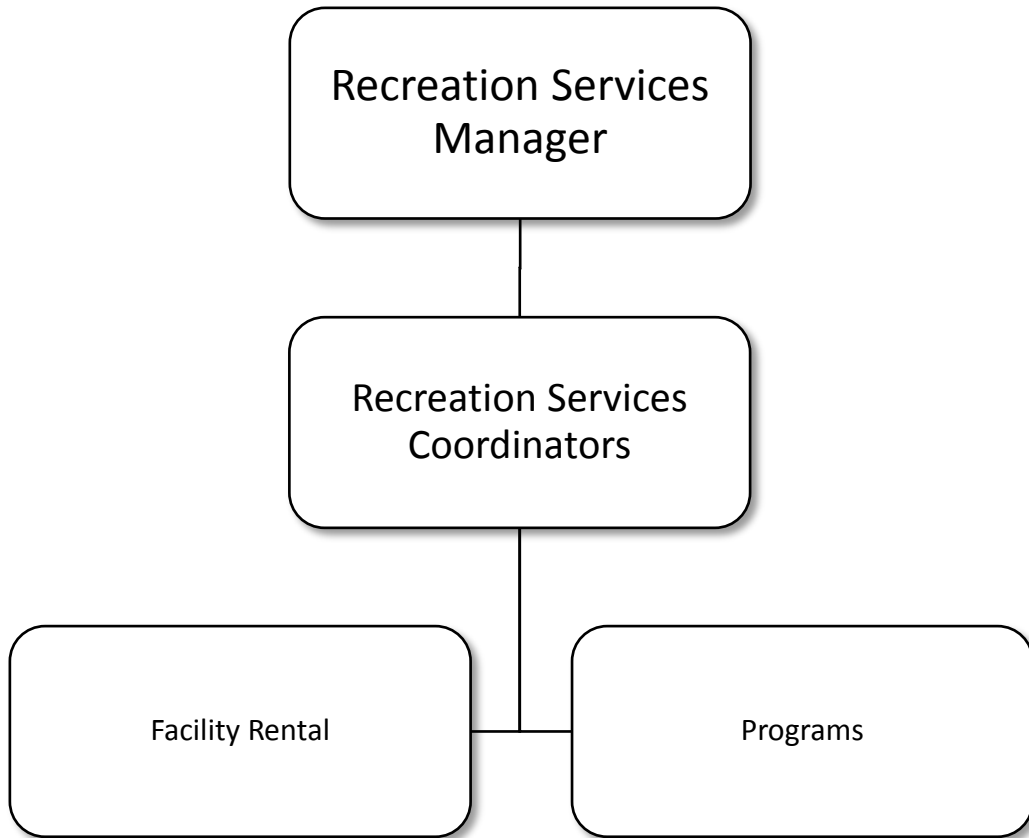 Recreation Services
Manager
Recreation Services
Coordinators
Facility Rental
Programs